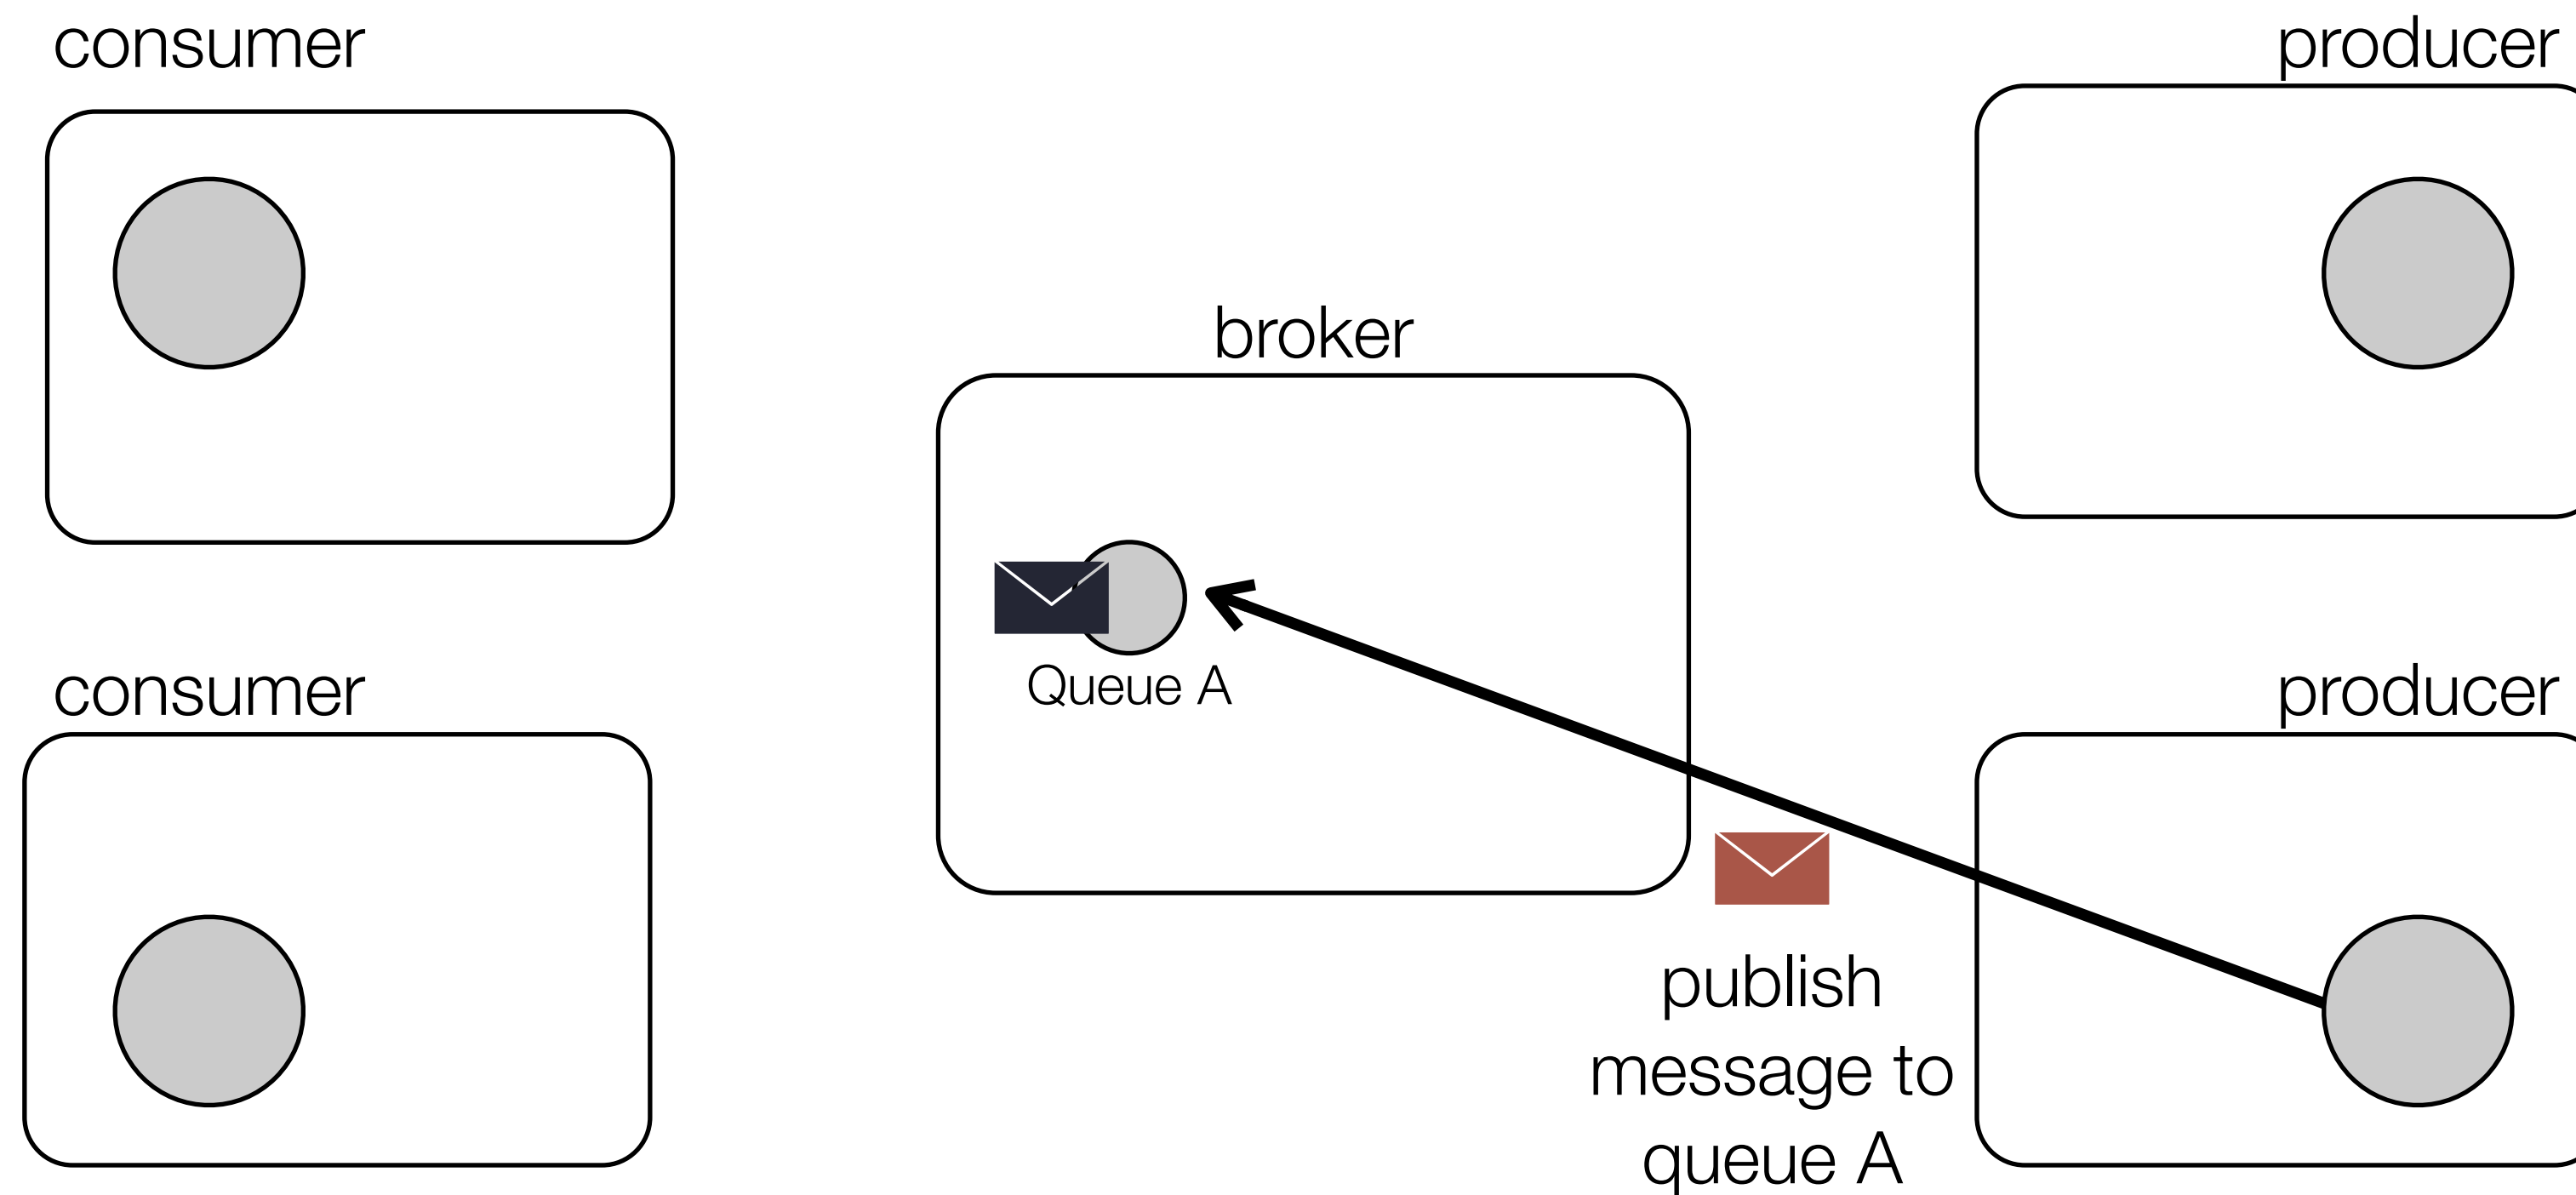 consumer
producer
broker
Queue A
consumer
producer
publish
message to
queue A